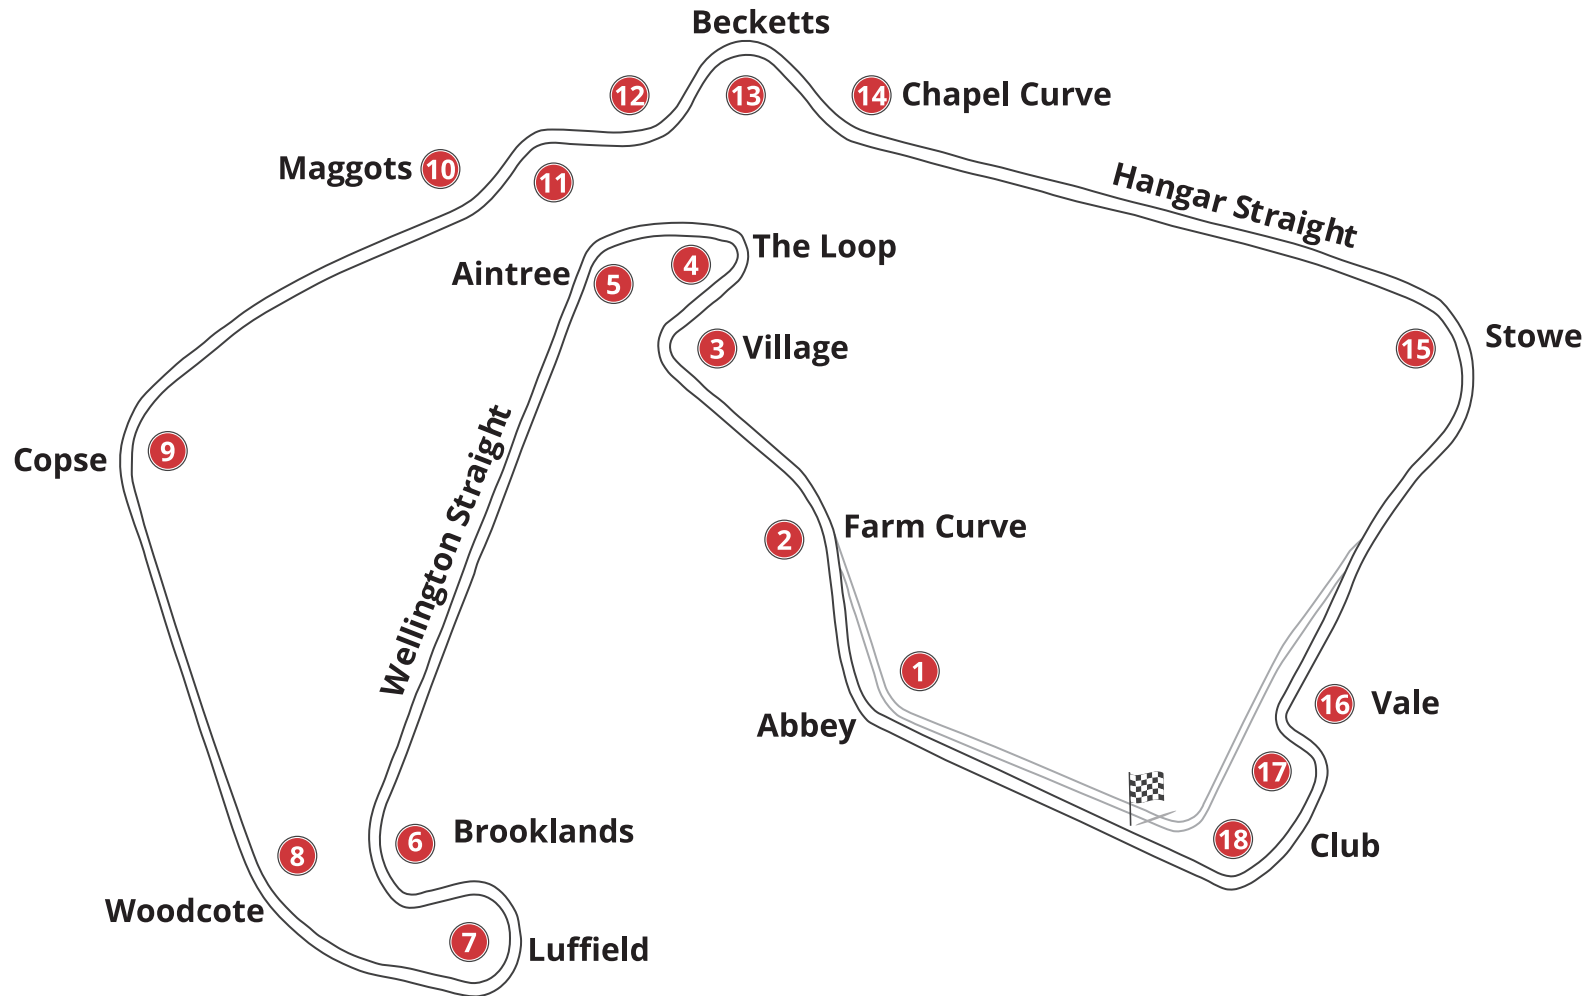 Becketts
12
13
14 Chapel Curve
Maggots 10
11
Hangar Straight
The Loop
4
Aintree
5
Stowe
15
3 Village
Copse
9
Wellington Straight
2
Farm Curve
1
Abbey
16 Vale
17
Brooklands
6
8
18
Club
Woodcote
7
Luffield